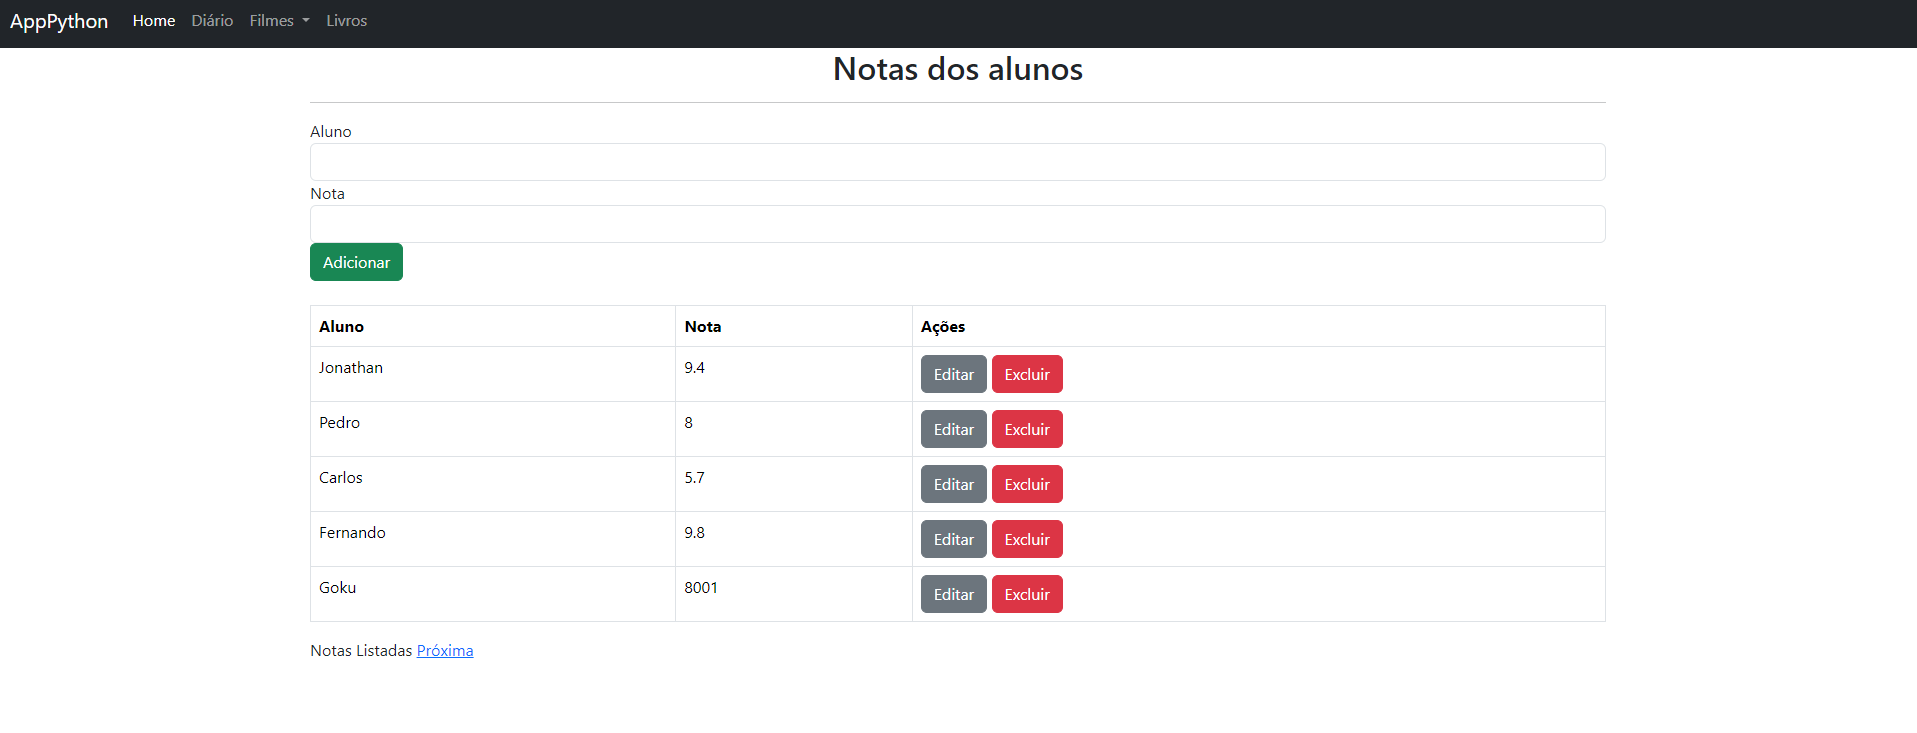 AppPython Home Diário Filmes Livros
Notas dos alunos
Aluno
Nota
Adicionar
Aluno Nota Ações
Jonathan 9.4 Editar Excluir
Pedro 8 Editar Excluir
Carlos 5.7 Editar Excluir
Fernando 9.8 Editar Excluir
Goku 8001 Editar Excluir
Notas Listadas Próxima